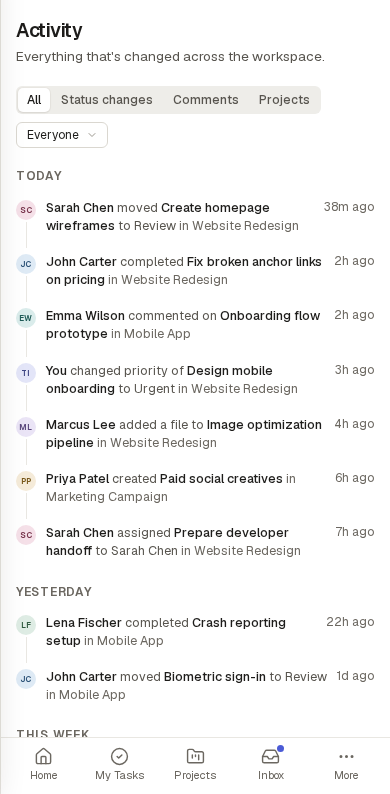 Activity
Everything that's changed across the workspace.
All Status changes Comments Projects
Everyone
TODAY
SC Sarah Chen moved Create homepage 38m ago
wireframes to Review in Website Redesign
JC John Carter completed Fix broken anchor links 2h ago
on pricing in Website Redesign
EW Emma Wilson commented on Onboarding flow 2h ago
prototype in Mobile App
TI You changed priority of Design mobile 3h ago
onboarding to Urgent in Website Redesign
ML Marcus Lee added a file to Image optimization 4h ago
pipeline in Website Redesign
PP Priya Patel created Paid social creatives in 6h ago
Marketing Campaign
SC Sarah Chen assigned Prepare developer 7h ago
handoff to Sarah Chen in Website Redesign
YESTERDAY
LF Lena Fischer completed Crash reporting 22h ago
setup in Mobile App
JC John Carter moved Biometric sign-in to Review 1d ago
in Mobile App
THIS WEEK
Home My Tasks Projects Inbox More